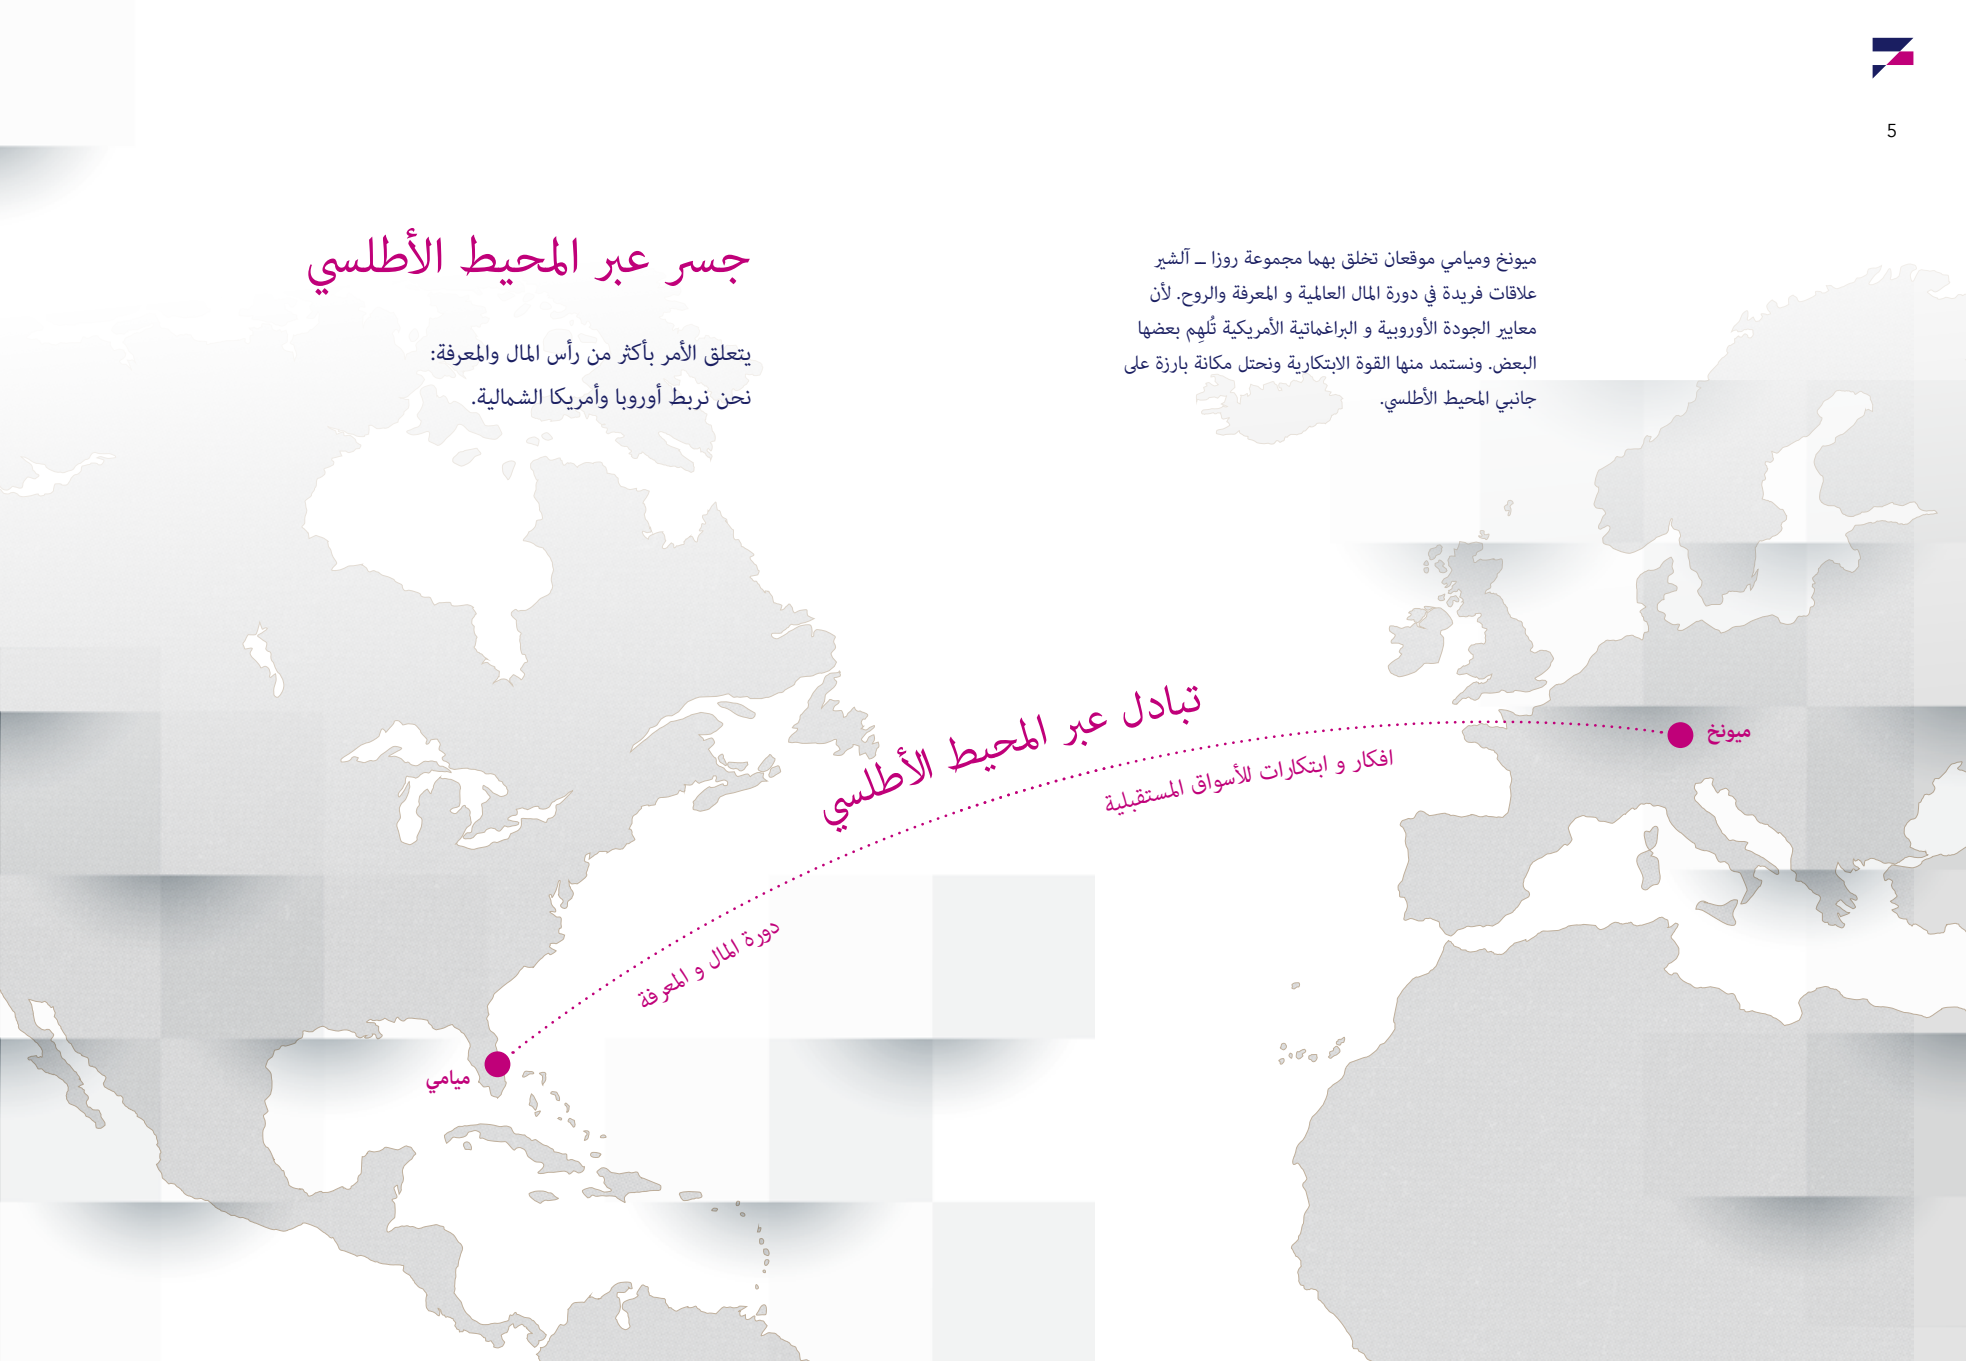 5
جسر عبر المحيط الأطلسي
يتعلق الأمر بأكثر من رأس المال والمعرفة:
نحن نربط أوروبا وأمريكا الشمالية.
ميونخ وميامي موقعان تخلق بهما مجموعة روزا – آلشير
علاقات فريدة في دورة المال العالمية و المعرفة والروح. لأن
معايير الجودة الأوروبية و البراغماتية الأمريكية تُلهِم بعضها
البعض. ونستمد منها القوة الابتكارية ونحتل مكانة بارزة على
جانبي المحيط الأطلسي.
تبادل عبر المحيط الأطلسي
ميونخ
افكار و ابتكارات للأسواق المستقبلية
دورة المال و المعرفة
ميامي